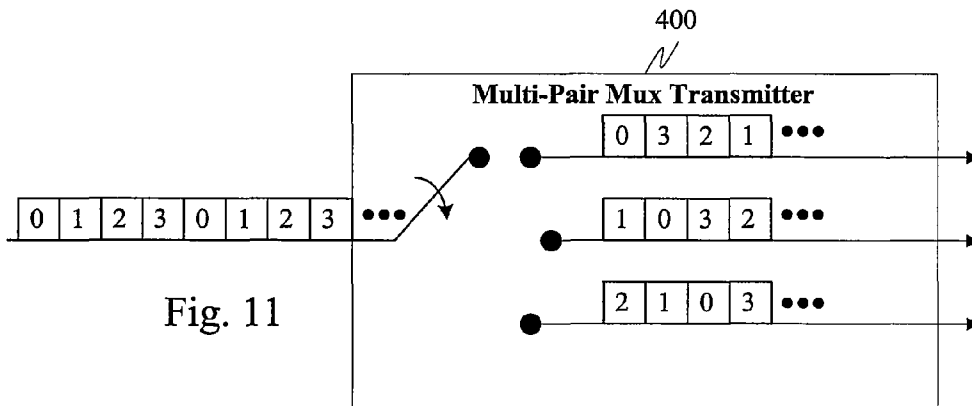 400
Multi-Pair Mux Transmitter
0 3 2 1 •••
0 1 2 3 0 1 2 3 •••
1 0 3 2 •••
2 1 0 3 •••
Fig. 11